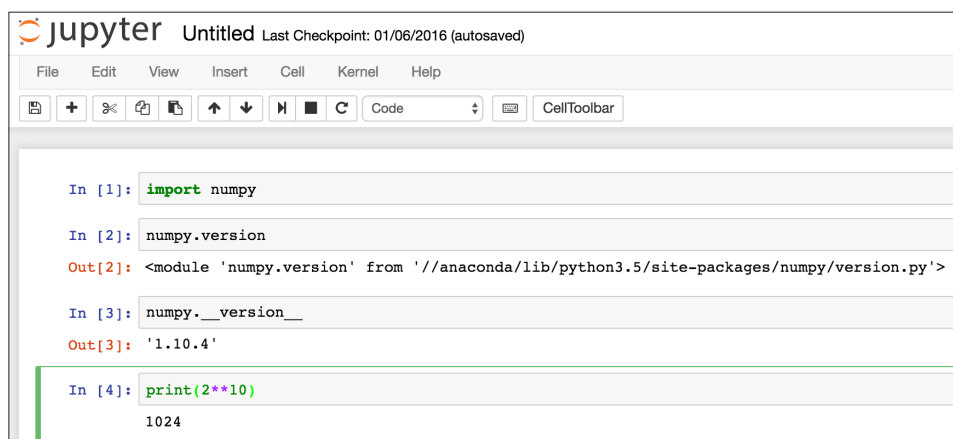 jupyter Untitled Last Checkpoint: 01/06/2016 (autosaved)
File Edit View Insert Cell Kernel Help
Code CellToolbar
In [1]: import numpy
In [2]: numpy.version
Out[2]: <module 'numpy.version' from '//anaconda/lib/python3.5/site-packages/numpy/version.py'>
In [3]: numpy.__version__
Out[3]: '1.10.4'
In [4]: print(2**10)
1024